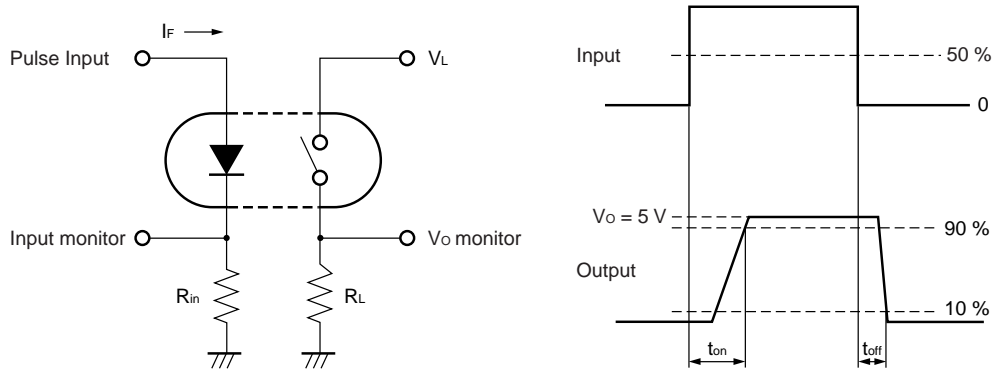 IF
Pulse Input
VL
Input monitor
VO monitor
Rin
RL
Input
50 %
0
VO = 5 V
90 %
Output
10 %
ton
toff